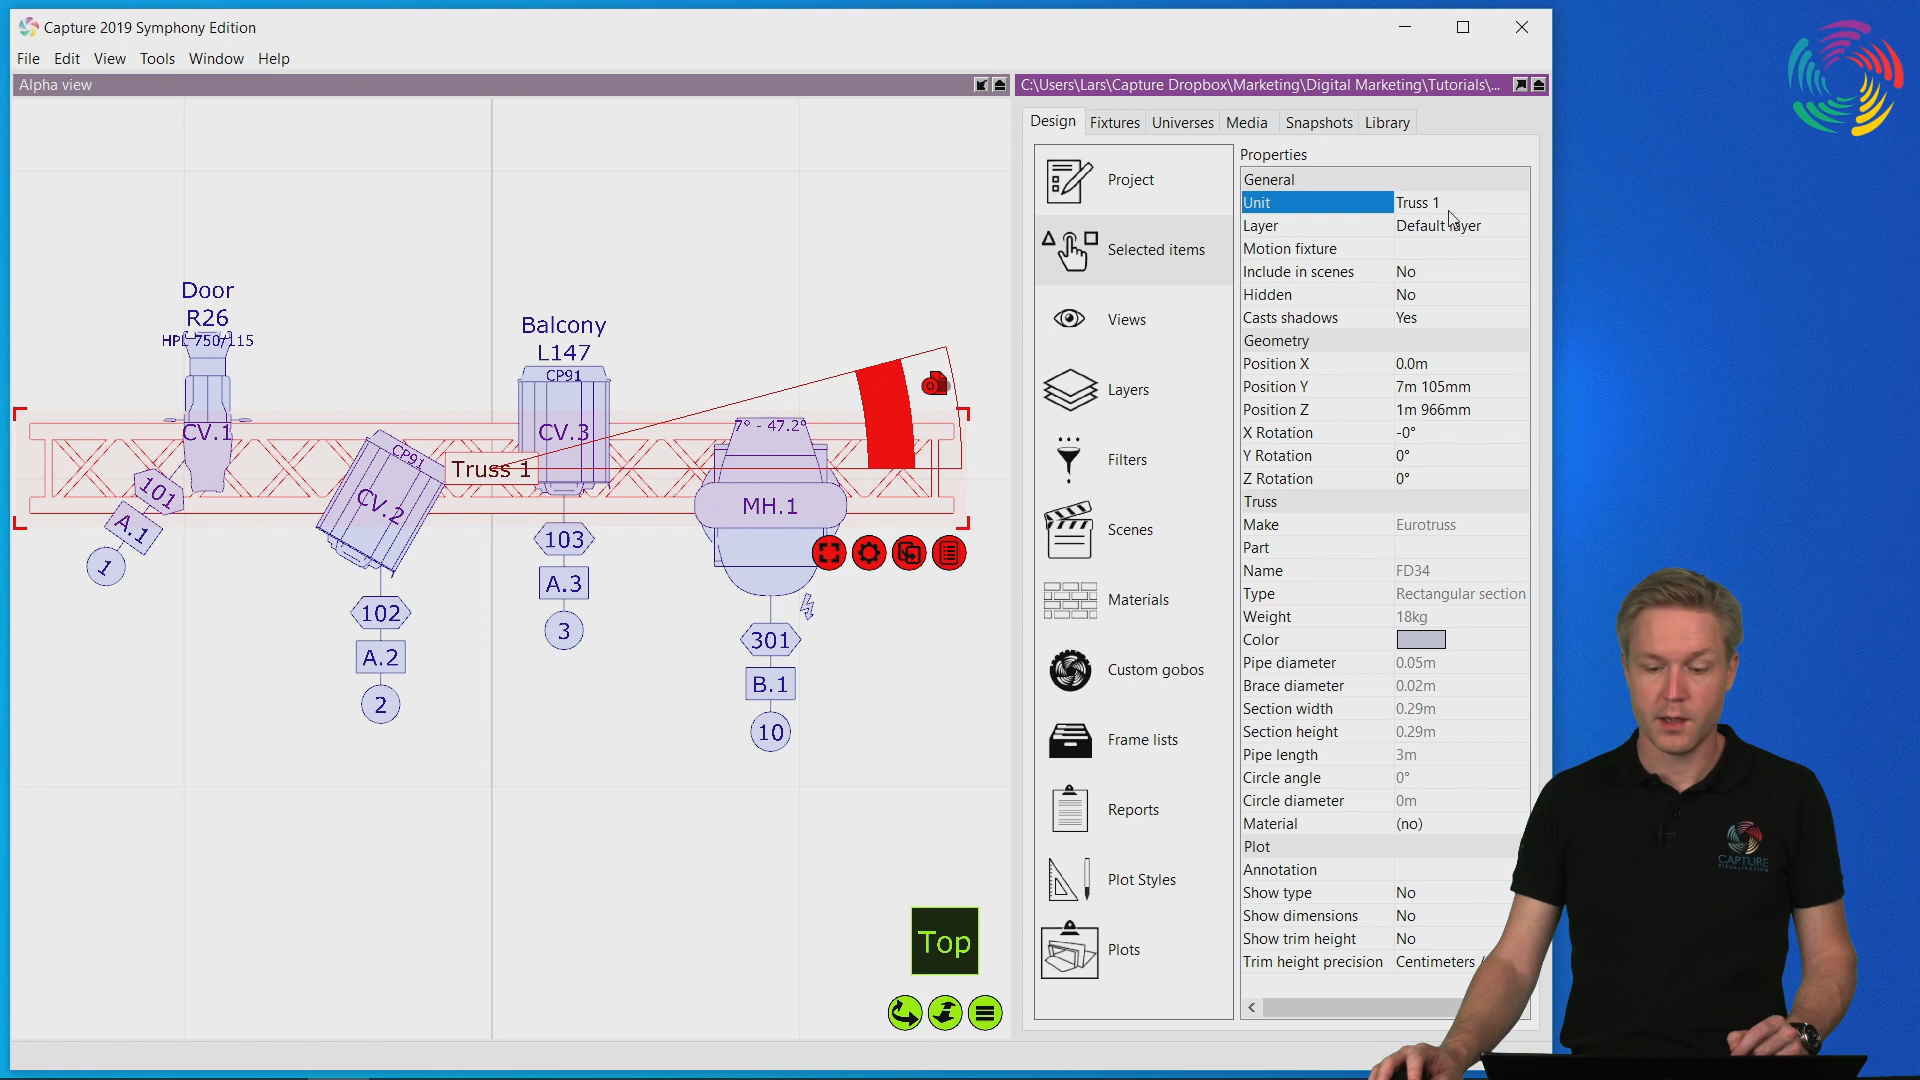 Capture 2019 Symphony Edition
File Edit View Tools Window Help
Alpha view
Door
R26
HPL 750/115
CV.1
101
A.1
1
CP91
CV.2
102
A.2
2
Truss 1
Balcony
L147
CP91
CV.3
103
A.3
3
7° - 47.2°
MH.1
301
B.1
10
Top
C:\Users\Lars\Capture Dropbox\Marketing\Digital Marketing\Tutorials\...
Design Fixtures Universes Media Snapshots Library
Project
Selected items
Views
Layers
Filters
Scenes
Materials
Custom gobos
Frame lists
Reports
Plot Styles
Plots
Properties
General
Unit Truss 1
Layer Default layer
Motion fixture
Include in scenes No
Hidden No
Casts shadows Yes
Geometry
Position X 0.0m
Position Y 7m 105mm
Position Z 1m 966mm
X Rotation -0°
Y Rotation 0°
Z Rotation 0°
Truss
Make Eurotruss
Part
Name FD34
Type Rectangular section
Weight 18kg
Color
Pipe diameter 0.05m
Brace diameter 0.02m
Section width 0.29m
Section height 0.29m
Pipe length 3m
Circle angle 0°
Circle diameter 0m
Material (no)
Plot
Annotation
Show type No
Show dimensions No
Show trim height No
Trim height precision Centimeters /
CAPTURE